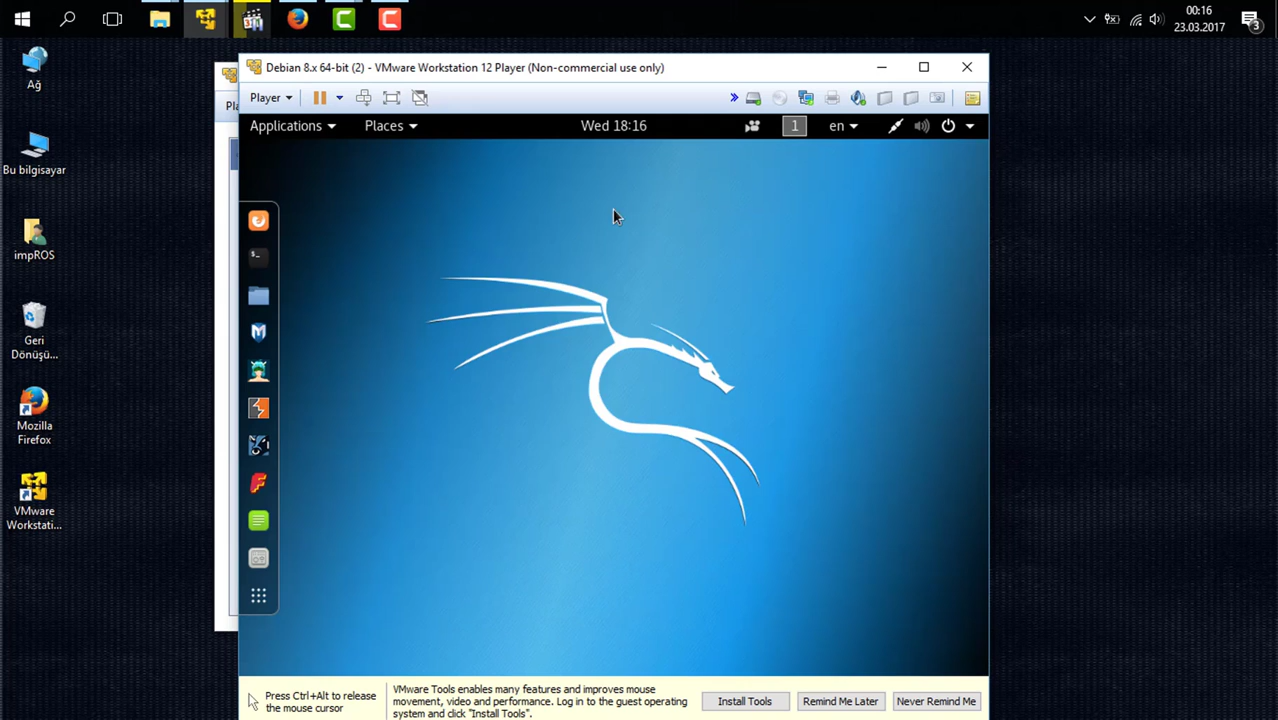 00:16
23.03.2017
3
Ağ
Bu bilgisayar
impROS
Geri
Dönüşü...
Mozilla
Firefox
VMware
Workstati...
Pla
Debian 8.x 64-bit (2) - VMware Workstation 12 Player (Non-commercial use only)
Player
Applications
Places
Wed 18:16
1
en
Press Ctrl+Alt to release
the mouse cursor
VMware Tools enables many features and improves mouse
movement, video and performance. Log in to the guest operating
system and click "Install Tools".
Install Tools
Remind Me Later
Never Remind Me